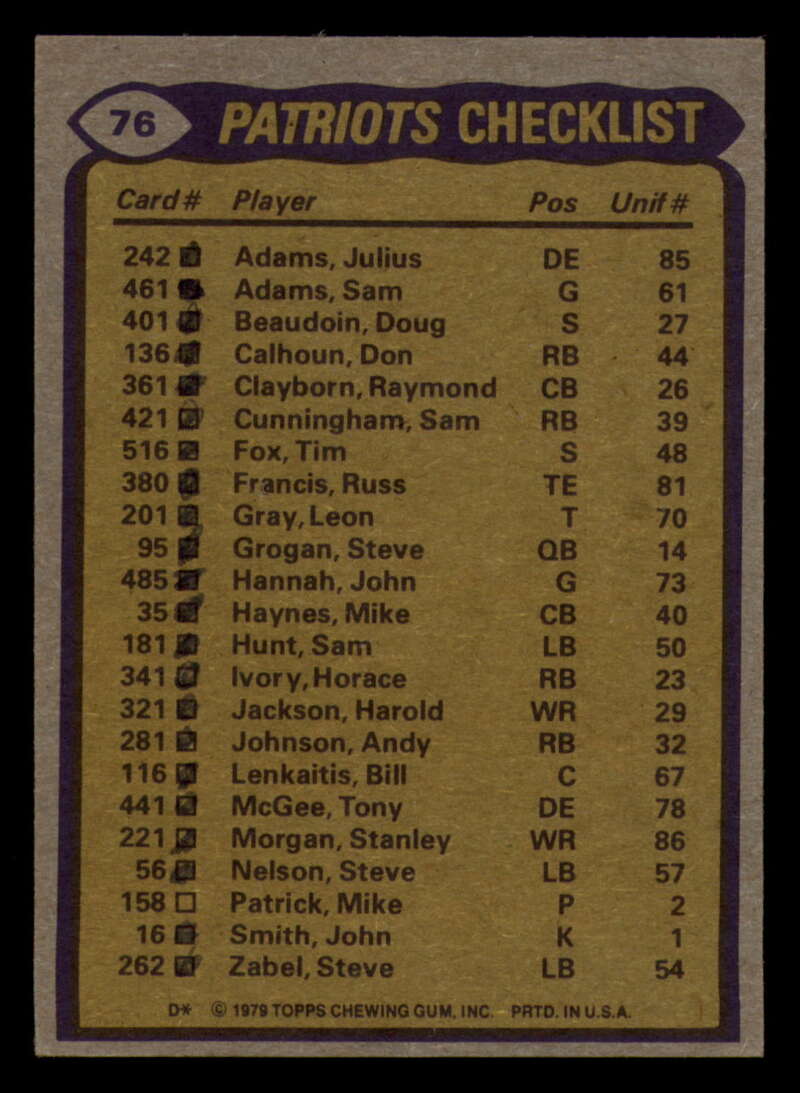 76 PATRIOTS CHECKLIST
Card# Player Pos Unif#
242 Adams, Julius DE 85
461 Adams, Sam G 61
401 Beaudoin, Doug S 27
136 Calhoun, Don RB 44
361 Clayborn, Raymond CB 26
421 Cunningham, Sam RB 39
516 Fox, Tim S 48
380 Francis, Russ TE 81
201 Gray, Leon T 70
95 Grogan, Steve QB 14
485 Hannah, John G 73
35 Haynes, Mike CB 40
181 Hunt, Sam LB 50
341 Ivory, Horace RB 23
321 Jackson, Harold WR 29
281 Johnson, Andy RB 32
116 Lenkaitis, Bill C 67
441 McGee, Tony DE 78
221 Morgan, Stanley WR 86
56 Nelson, Steve LB 57
158 Patrick, Mike P 2
16 Smith, John K 1
262 Zabel, Steve LB 54
D* © 1979 TOPPS CHEWING GUM, INC. PRTD. IN U.S.A.